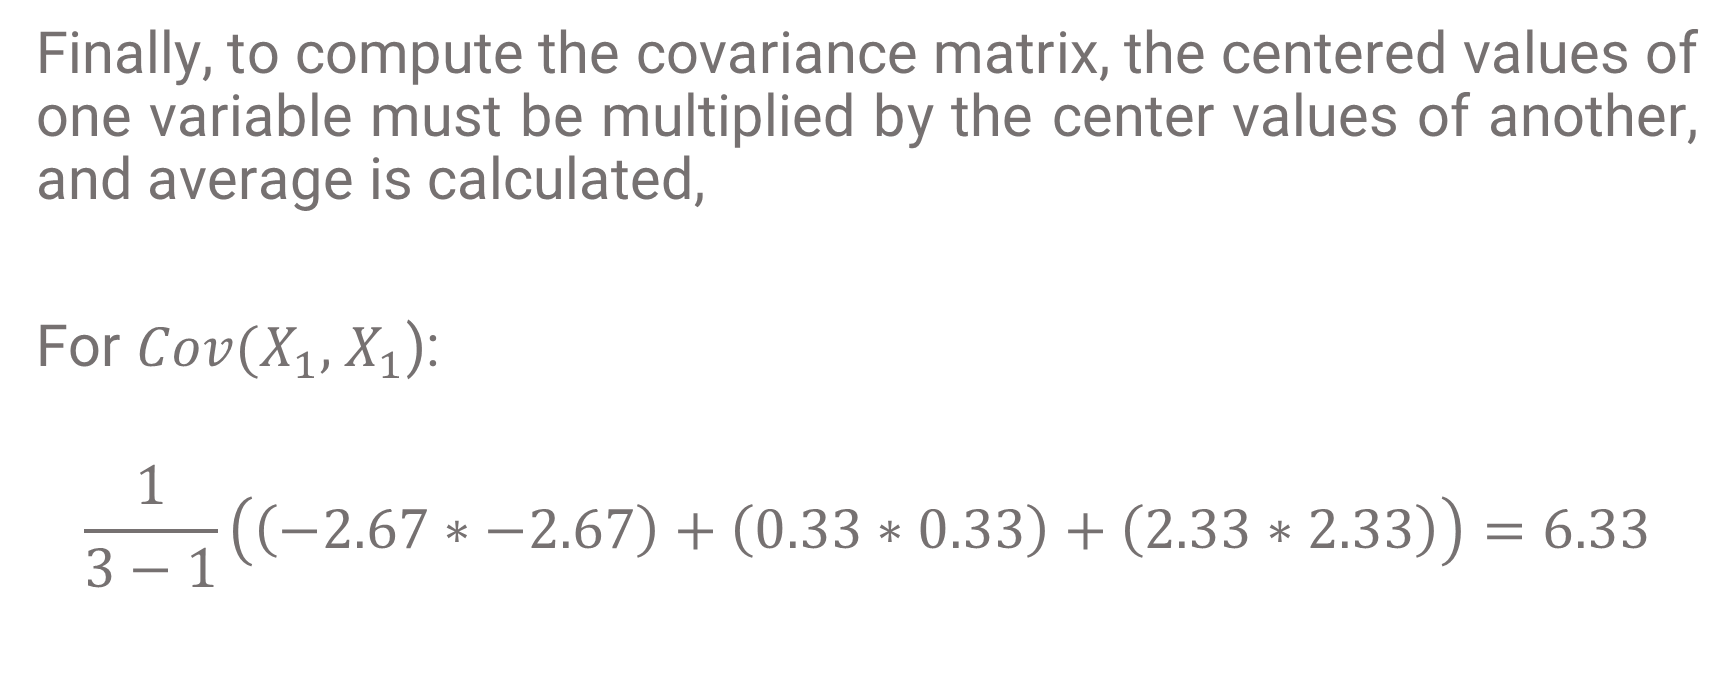 Finally, to compute the covariance matrix, the centered values of
one variable must be multiplied by the center values of another,
and average is calculated,
For Cov(X₁, X₁):
1/(3 − 1) ((−2.67 * −2.67) + (0.33 * 0.33) + (2.33 * 2.33)) = 6.33